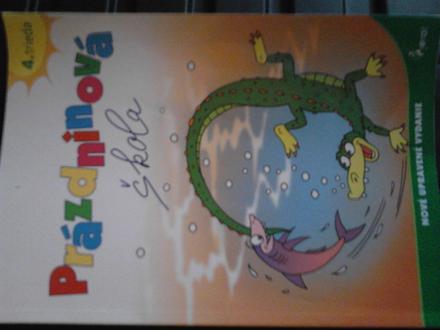 4. trieda
Prázdninová
škola
NOVÉ UPRAVENÉ VYDANIE